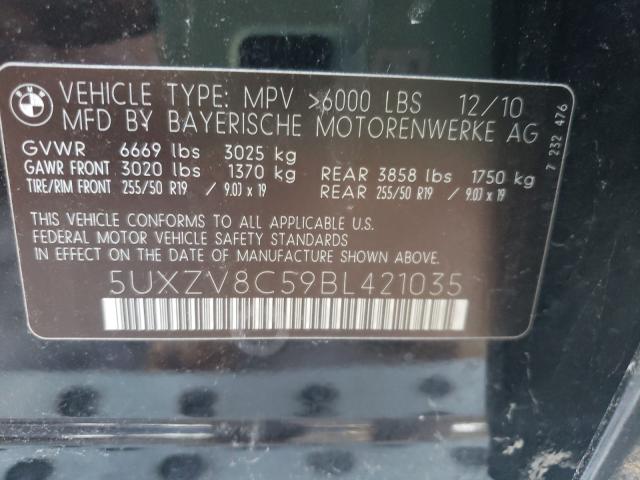 BMW
VEHICLE TYPE: MPV >6000 LBS 12/10
MFD BY BAYERISCHE MOTORENWERKE AG
GVWR 6669 lbs 3025 kg
GAWR FRONT 3020 lbs 1370 kg REAR 3858 lbs 1750 kg
TIRE/RIM FRONT 255/50 R19 / 9.0J x 19 REAR 255/50 R19 / 9.0J x 19
THIS VEHICLE CONFORMS TO ALL APPLICABLE U.S.
FEDERAL MOTOR VEHICLE SAFETY STANDARDS
IN EFFECT ON THE DATE OF MANUFACTURE SHOWN ABOVE.
5UXZV8C59BL421035
7 232 476